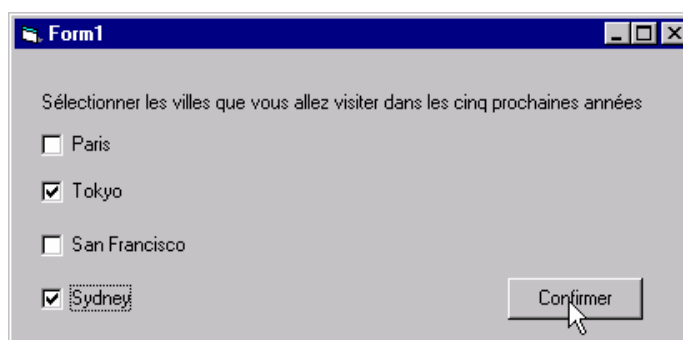 Form1
Sélectionner les villes que vous allez visiter dans les cinq prochaines années
Paris
Tokyo
San Francisco
Sydney
Confirmer